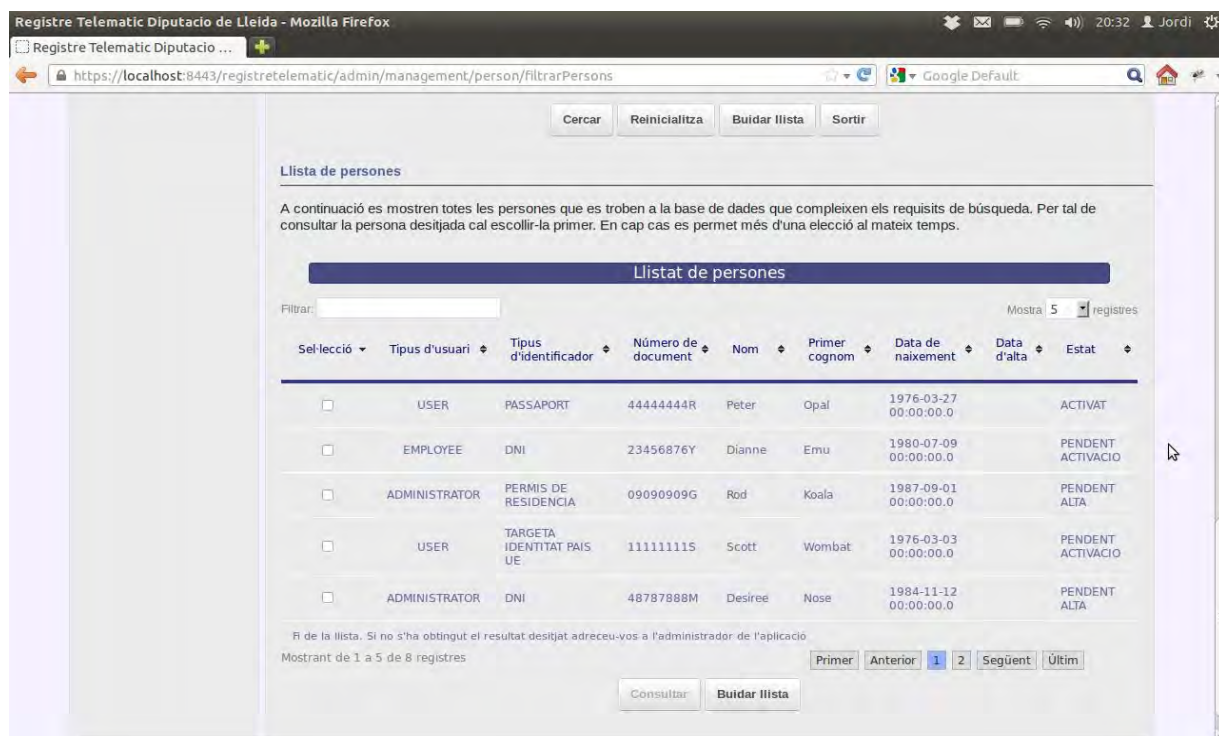 Registre Telematic Diputacio de Lleida - Mozilla Firefox
20:32 Jordi
Registre Telematic Diputacio ...
https://localhost:8443/registretelematic/admin/management/person/filtrarPersons
Google Default
Cercar Reinicialitza Buidar llista Sortir
Llista de persones
A continuació es mostren totes les persones que es troben a la base de dades que compleixen els requisits de búsqueda. Per tal de
consultar la persona desitjada cal escollir-la primer. En cap cas es permet més d'una elecció al mateix temps.
Llistat de persones
Filtrar:
Mostra 5 registres
Sel·lecció Tipus d'usuari Tipus d'identificador Número de document Nom Primer cognom Data de naixement Data d'alta Estat
USER PASSAPORT 44444444R Peter Opal 1976-03-27 00:00:00.0 ACTIVAT
EMPLOYEE DNI 23456876Y Dianne Emu 1980-07-09 00:00:00.0 PENDENT ACTIVACIO
ADMINISTRATOR PERMIS DE RESIDENCIA 09090909G Rod Koala 1987-09-01 00:00:00.0 PENDENT ALTA
USER TARGETA IDENTITAT PAIS UE 11111111S Scott Wombat 1976-03-03 00:00:00.0 PENDENT ACTIVACIO
ADMINISTRATOR DNI 48787888M Desiree Nose 1984-11-12 00:00:00.0 PENDENT ALTA
Fi de la llista. Si no s'ha obtingut el resultat desitjat adreceu-vos a l'administrador de l'aplicació
Mostrant de 1 a 5 de 8 registres
Primer Anterior 1 2 Següent Últim
Consultar Buidar llista